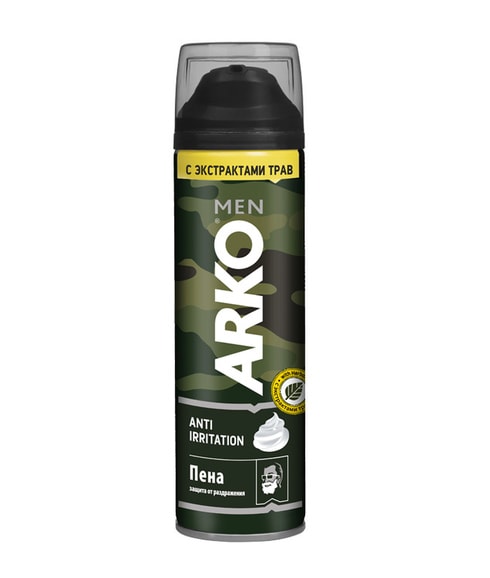 С ЭКСТРАКТАМИ ТРАВ
MEN
ARKO
ANTI
IRRITATION
Пена
защита от раздражения